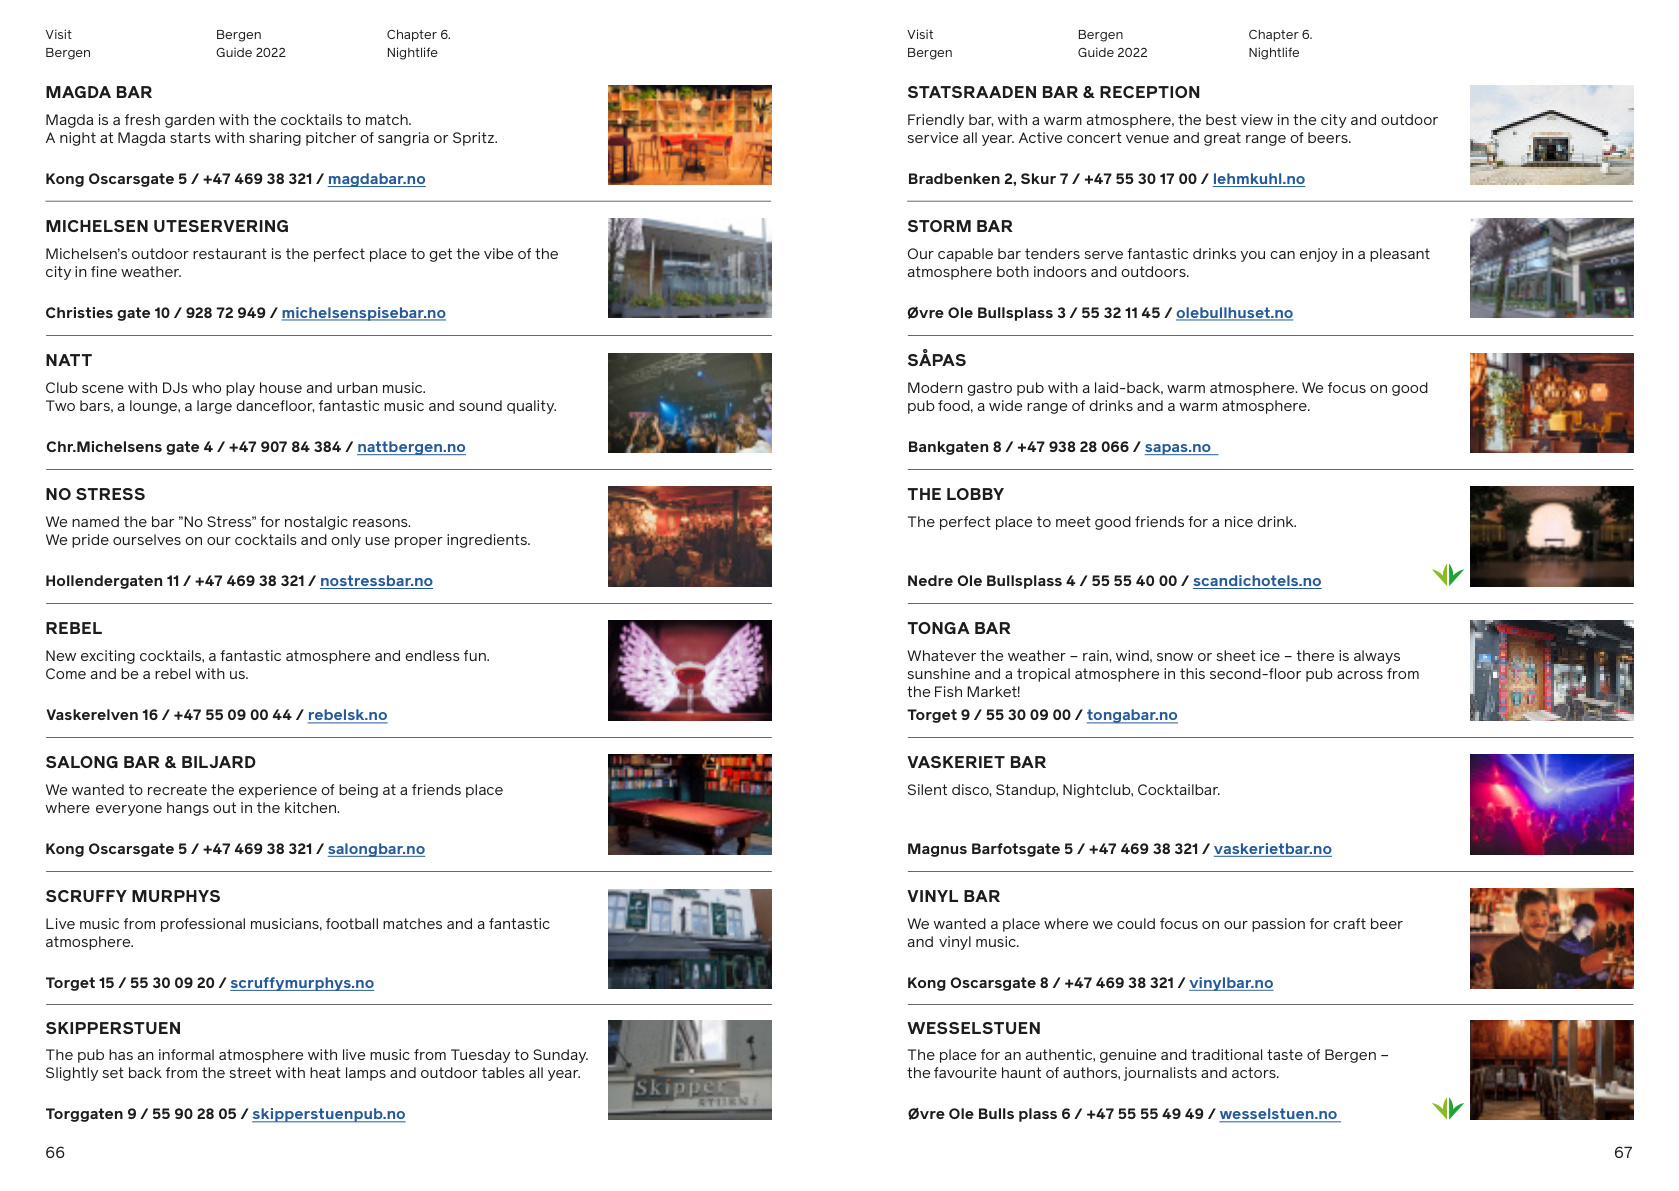 Visit
Bergen
Bergen
Guide 2022
Chapter 6.
Nightlife
MAGDA BAR
Magda is a fresh garden with the cocktails to match.
A night at Magda starts with sharing pitcher of sangria or Spritz.
Kong Oscarsgate 5 / +47 469 38 321 / magdabar.no
MICHELSEN UTESERVERING
Michelsen's outdoor restaurant is the perfect place to get the vibe of the
city in fine weather.
Christies gate 10 / 928 72 949 / michelsenspisebar.no
NATT
Club scene with DJs who play house and urban music.
Two bars, a lounge, a large dancefloor, fantastic music and sound quality.
Chr.Michelsens gate 4 / +47 907 84 384 / nattbergen.no
NO STRESS
We named the bar ”No Stress” for nostalgic reasons.
We pride ourselves on our cocktails and only use proper ingredients.
Hollendergaten 11 / +47 469 38 321 / nostressbar.no
REBEL
New exciting cocktails, a fantastic atmosphere and endless fun.
Come and be a rebel with us.
Vaskerelven 16 / +47 55 09 00 44 / rebelsk.no
SALONG BAR & BILJARD
We wanted to recreate the experience of being at a friends place
where everyone hangs out in the kitchen.
Kong Oscarsgate 5 / +47 469 38 321 / salongbar.no
SCRUFFY MURPHYS
Live music from professional musicians, football matches and a fantastic
atmosphere.
Torget 15 / 55 30 09 20 / scruffymurphys.no
SKIPPERSTUEN
The pub has an informal atmosphere with live music from Tuesday to Sunday.
Slightly set back from the street with heat lamps and outdoor tables all year.
Torggaten 9 / 55 90 28 05 / skipperstuenpub.no
Skipper
66
Visit
Bergen
Bergen
Guide 2022
Chapter 6.
Nightlife
STATSRAADEN BAR & RECEPTION
Friendly bar, with a warm atmosphere, the best view in the city and outdoor
service all year. Active concert venue and great range of beers.
Bradbenken 2, Skur 7 / +47 55 30 17 00 / lehmkuhl.no
STORM BAR
Our capable bar tenders serve fantastic drinks you can enjoy in a pleasant
atmosphere both indoors and outdoors.
Øvre Ole Bullsplass 3 / 55 32 11 45 / olebullhuset.no
SÅPAS
Modern gastro pub with a laid-back, warm atmosphere. We focus on good
pub food, a wide range of drinks and a warm atmosphere.
Bankgaten 8 / +47 938 28 066 / sapas.no
THE LOBBY
The perfect place to meet good friends for a nice drink.
Nedre Ole Bullsplass 4 / 55 55 40 00 / scandichotels.no
TONGA BAR
Whatever the weather – rain, wind, snow or sheet ice – there is always
sunshine and a tropical atmosphere in this second-floor pub across from
the Fish Market!
Torget 9 / 55 30 09 00 / tongabar.no
VASKERIET BAR
Silent disco, Standup, Nightclub, Cocktailbar.
Magnus Barfotsgate 5 / +47 469 38 321 / vaskerietbar.no
VINYL BAR
We wanted a place where we could focus on our passion for craft beer
and vinyl music.
Kong Oscarsgate 8 / +47 469 38 321 / vinylbar.no
WESSELSTUEN
The place for an authentic, genuine and traditional taste of Bergen –
the favourite haunt of authors, journalists and actors.
Øvre Ole Bulls plass 6 / +47 55 55 49 49 / wesselstuen.no
67